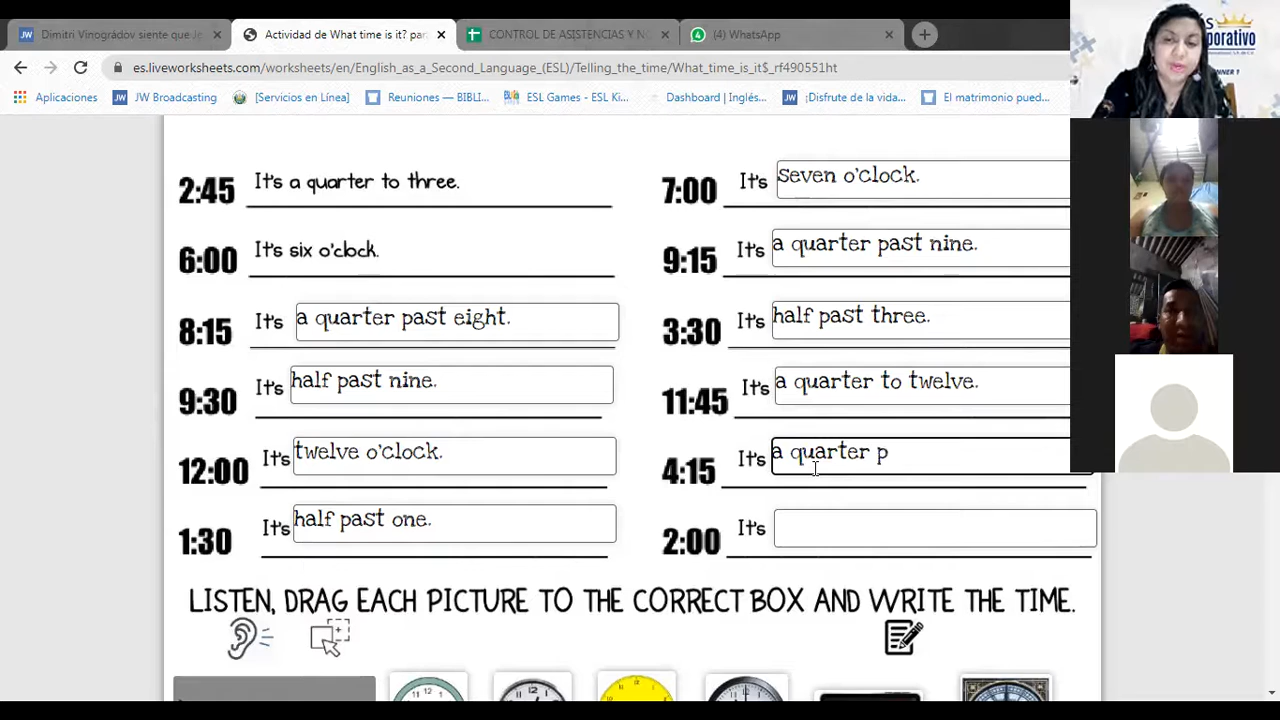 Dimitri Vinográdov siente que Je
Actividad de What time is it? par
CONTROL DE ASISTENCIAS Y N
(4) WhatsApp
es.liveworksheets.com/worksheets/en/English_as_a_Second_Language_(ESL)/Telling_the_time/What_time_is_it$_rf490551ht
Aplicaciones
JW Broadcasting
[Servicios en Línea]
Reuniones — BIBLI...
ESL Games - ESL Ki...
Dashboard | Inglés...
¡Disfrute de la vida...
El matrimonio pued...
2:45 It's a quarter to three.
6:00 It's six o'clock.
8:15 It's a quarter past eight.
9:30 It's half past nine.
12:00 It's twelve o'clock.
1:30 It's half past one.
7:00 It's seven o'clock.
9:15 It's a quarter past nine.
3:30 It's half past three.
11:45 It's a quarter to twelve.
4:15 It's a quarter p
2:00 It's
LISTEN, DRAG EACH PICTURE TO THE CORRECT BOX AND WRITE THE TIME.